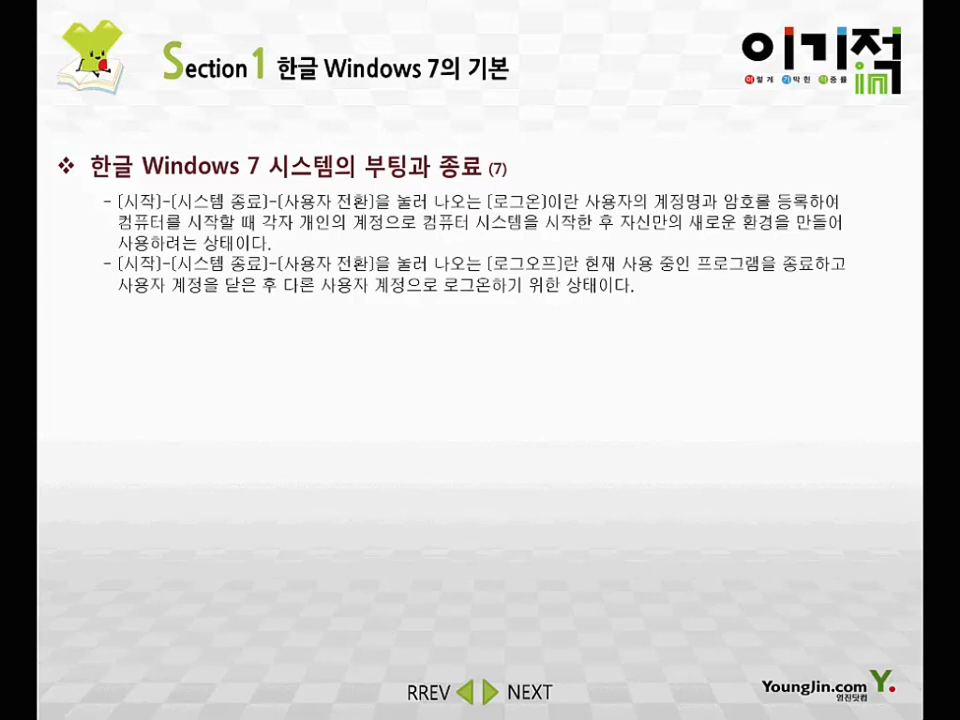 Section 1 한글 Windows 7의 기본
이기적in
이렇게 기막힌 적중률
❖ 한글 Windows 7 시스템의 부팅과 종료 (7)
- [시작]-[시스템 종료]-[사용자 전환]을 눌러 나오는 [로그온]이란 사용자의 계정명과 암호를 등록하여
컴퓨터를 시작할 때 각자 개인의 계정으로 컴퓨터 시스템을 시작한 후 자신만의 새로운 환경을 만들어
사용하려는 상태이다.
- [시작]-[시스템 종료]-[사용자 전환]을 눌러 나오는 [로그오프]란 현재 사용 중인 프로그램을 종료하고
사용자 계정을 닫은 후 다른 사용자 계정으로 로그온하기 위한 상태이다.
RREV NEXT
YoungJin.com Y.
영진닷컴